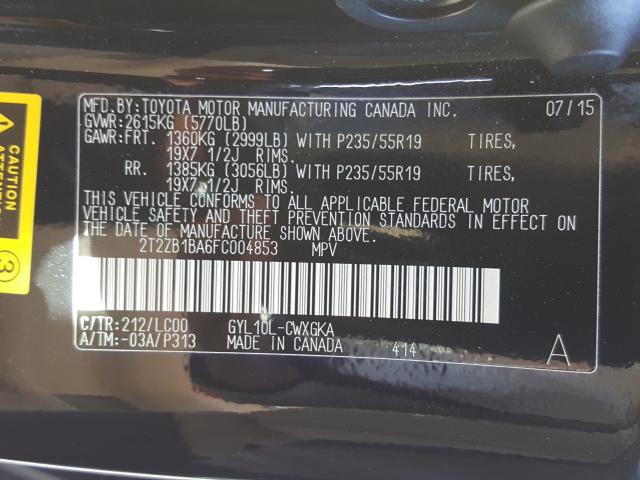 MFD.BY:TOYOTA MOTOR MANUFACTURING CANADA INC. 07/15
GVWR:2615KG (5770LB)
GAWR:FRT. 1360KG (2999LB) WITH P235/55R19 TIRES,
19X7 1/2J RIMS.
RR. 1385KG (3056LB) WITH P235/55R19 TIRES,
19X7 1/2J RIMS.
THIS VEHICLE CONFORMS TO ALL APPLICABLE FEDERAL MOTOR
VEHICLE SAFETY AND THEFT PREVENTION STANDARDS IN EFFECT ON
THE DATE OF MANUFACTURE SHOWN ABOVE.
2T2ZB1BA6FC004853 MPV
C/TR:212/LC00 GYL10L-CWXGKA
A/TM:-03A/P313 MADE IN CANADA 414 A
ATTENTION
CAUTION
3